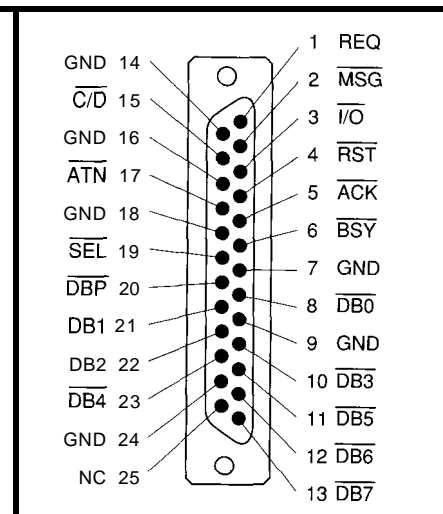 GND 14
C/D 15
GND 16
ATN 17
GND 18
SEL 19
DBP 20
DB1 21
DB2 22
DB4 23
GND 24
NC 25
1 REQ
2 MSG
3 I/O
4 RST
5 ACK
6 BSY
7 GND
8 DB0
9 GND
10 DB3
11 DB5
12 DB6
13 DB7